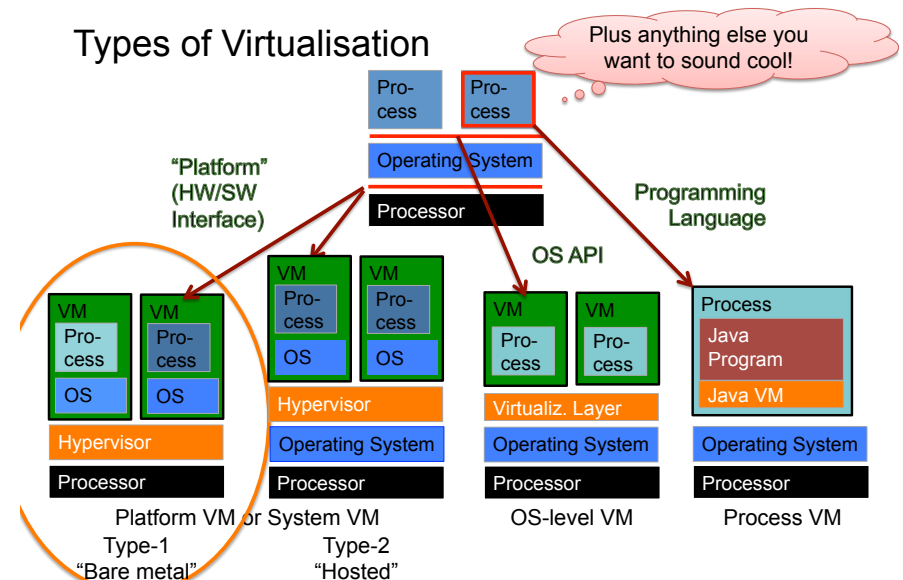 Types of Virtualisation
Plus anything else you
want to sound cool!
Pro-
cess
Pro-
cess
Operating System
Processor
“Platform”
(HW/SW
Interface)
OS API
Programming
Language
VM
Pro-
cess
OS
VM
Pro-
cess
OS
Hypervisor
Processor
VM
Pro-
cess
OS
VM
Pro-
cess
OS
Hypervisor
Operating System
Processor
VM
Pro-
cess
VM
Pro-
cess
Virtualiz. Layer
Operating System
Processor
Process
Java
Program
Java VM
Operating System
Processor
Platform VM or System VM
Type-1
“Bare metal”
Type-2
“Hosted”
OS-level VM
Process VM